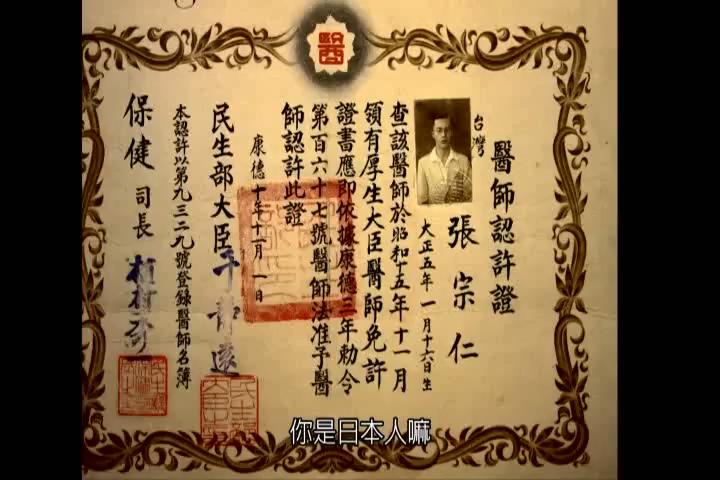 醫
醫師認許證
台灣
張宗仁
大正五年一月十六日生
查該醫師於昭和十五年十一月
領有厚生大臣醫師免許
證書應即依據康德三年勅令
第百六十七號醫師法准予醫
師認許此證
康德十年十一月一日
民生部大臣于靜遠
本認許以第九三二九號登錄醫師名簿
保健司長
你是日本人嘛